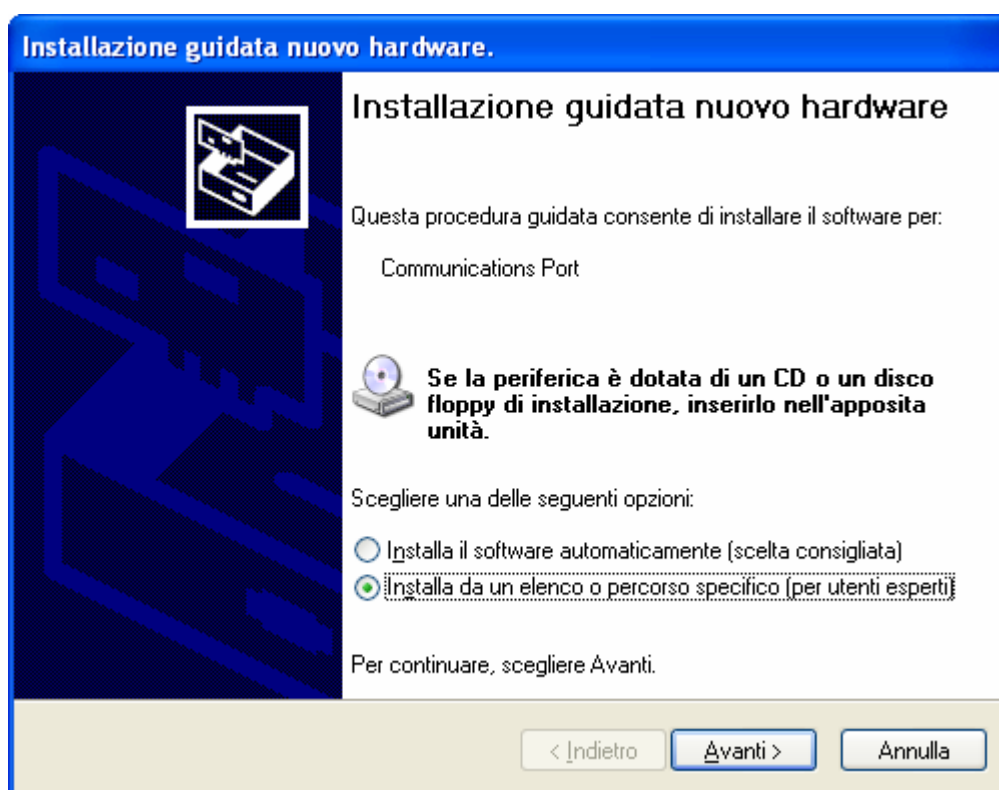 Installazione guidata nuovo hardware.
Installazione guidata nuovo hardware
Questa procedura guidata consente di installare il software per:
Communications Port
Se la periferica è dotata di un CD o un disco
floppy di installazione, inserirlo nell'apposita
unità.
Scegliere una delle seguenti opzioni:
Installa il software automaticamente (scelta consigliata)
Installa da un elenco o percorso specifico (per utenti esperti)
Per continuare, scegliere Avanti.
< Indietro Avanti > Annulla